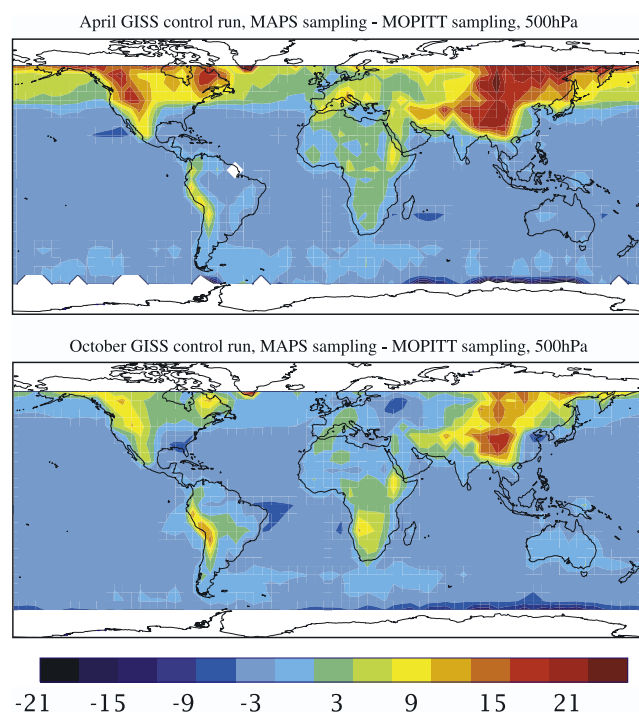 April GISS control run, MAPS sampling - MOPITT sampling, 500hPa
October GISS control run, MAPS sampling - MOPITT sampling, 500hPa
-21 -15 -9 -3 3 9 15 21